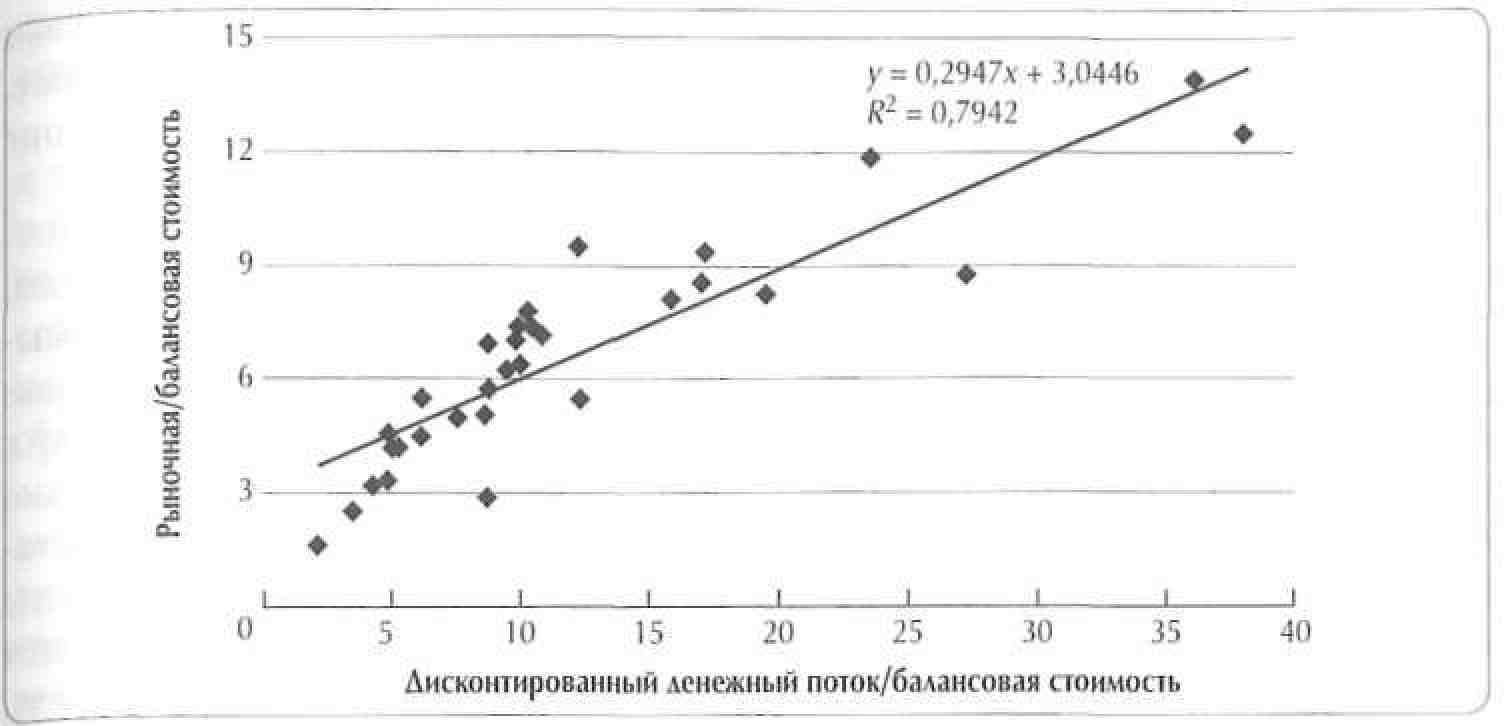 15
y = 0,2947x + 3,0446
R² = 0,7942
12
9
6
3
0
5 10 15 20 25 30 35 40
Рыночная/балансовая стоимость
Дисконтированный денежный поток/балансовая стоимость